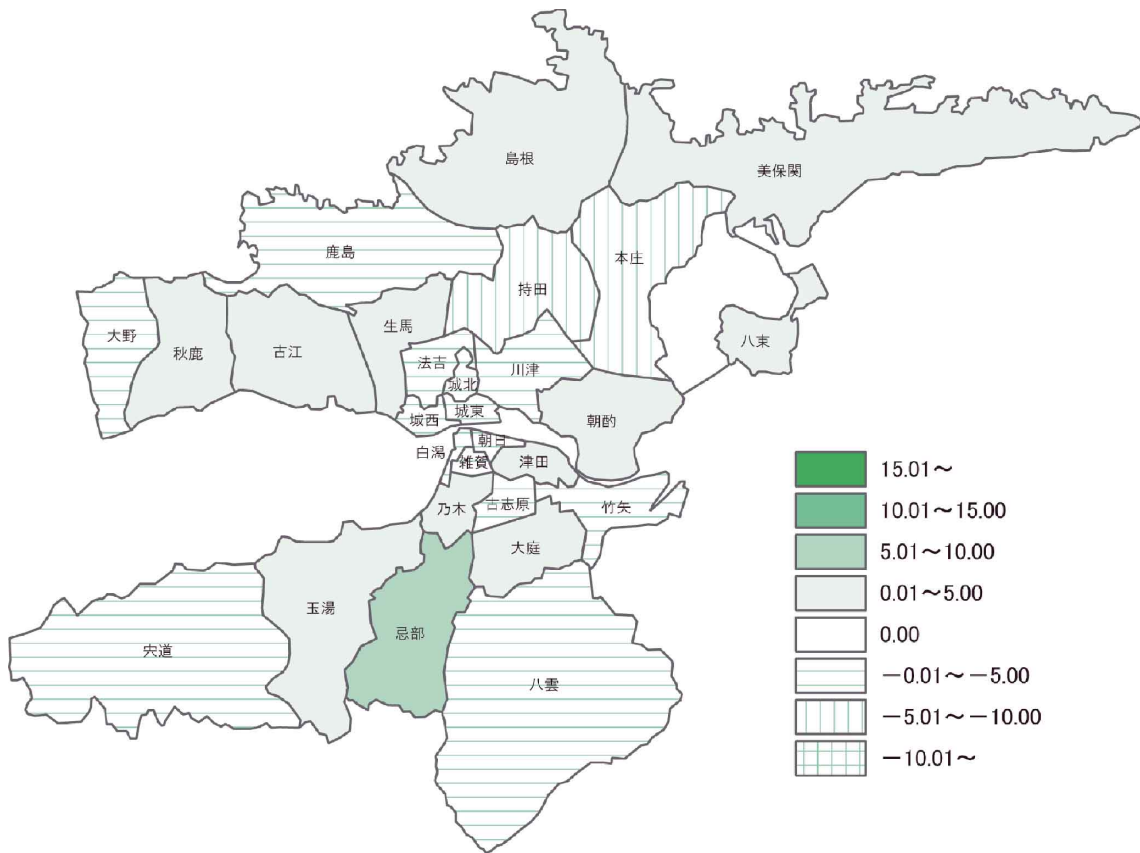 島根
美保関
鹿島
本庄
持田
大野
生馬
八束
秋鹿
古江
法吉
川津
城北
城西
城東
朝酌
白潟
朝日
雑賀
津田
乃木
古志原
竹矢
大庭
玉湯
忌部
宍道
八雲
15.01～
10.01～15.00
5.01～10.00
0.01～5.00
0.00
－0.01～－5.00
－5.01～－10.00
－10.01～